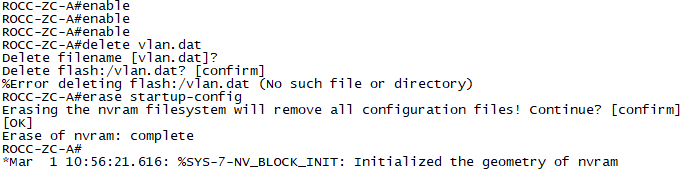 ROCC-ZC-A#enable
ROCC-ZC-A#enable
ROCC-ZC-A#enable
ROCC-ZC-A#delete vlan.dat
Delete filename [vlan.dat]?
Delete flash:/vlan.dat? [confirm]
%Error deleting flash:/vlan.dat (No such file or directory)
ROCC-ZC-A#erase startup-config
Erasing the nvram filesystem will remove all configuration files! Continue? [confirm]
[OK]
Erase of nvram: complete
ROCC-ZC-A#
*Mar  1 10:56:21.616: %SYS-7-NV_BLOCK_INIT: Initialized the geometry of nvram